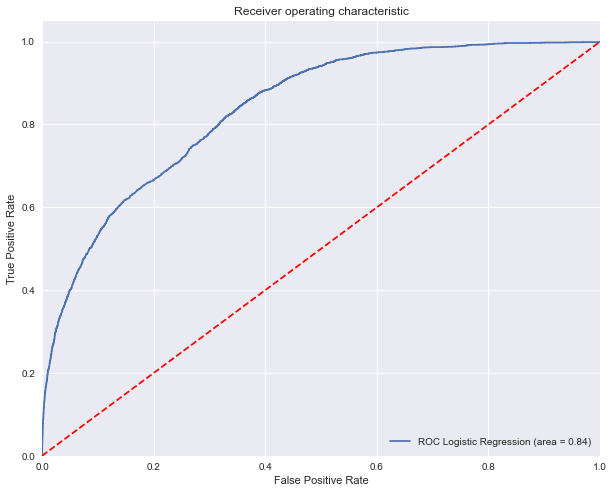 Receiver operating characteristic
1.0
0.8
0.6
0.4
0.2
0.0
True Positive Rate
ROC Logistic Regression (area = 0.84)
0.0 0.2 0.4 0.6 0.8 1.0
False Positive Rate